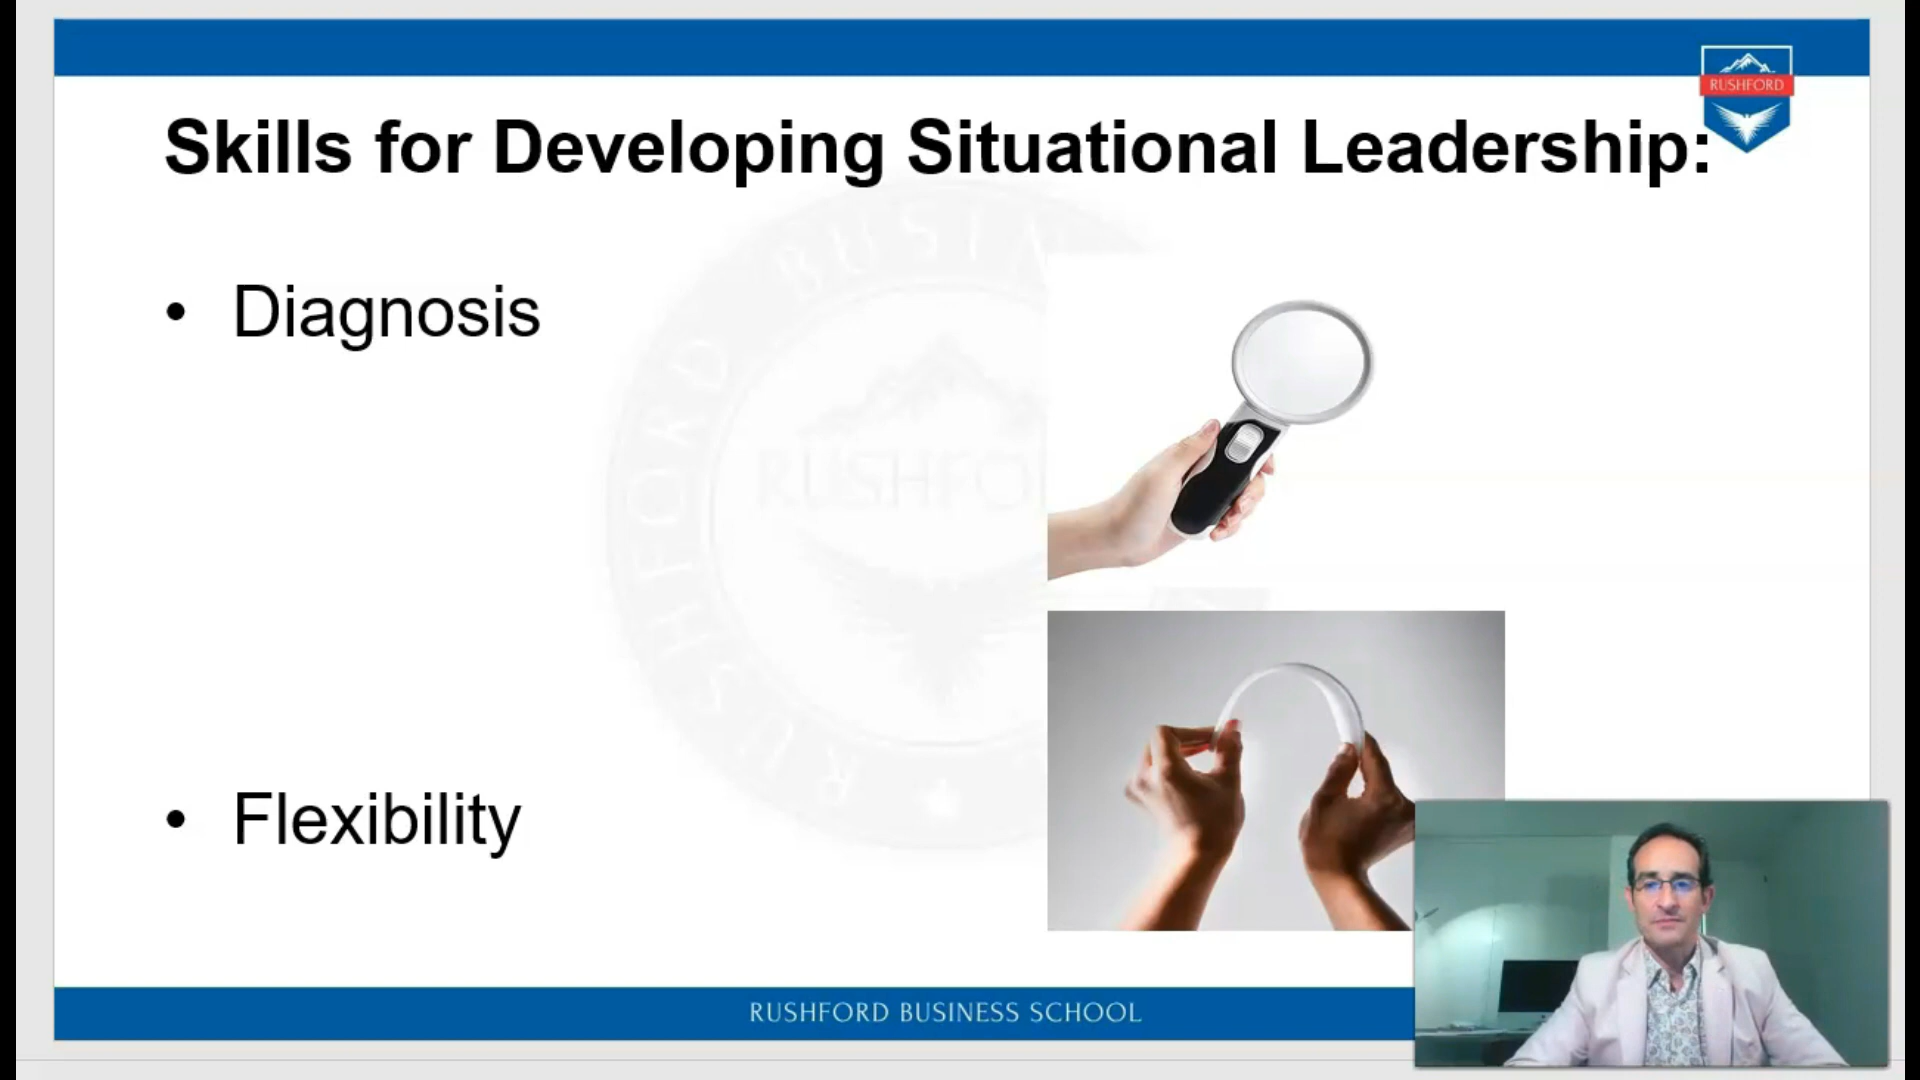 RUSHFORD
Skills for Developing Situational Leadership:
• Diagnosis
• Flexibility
RUSHFORD BUSINESS SCHOOL